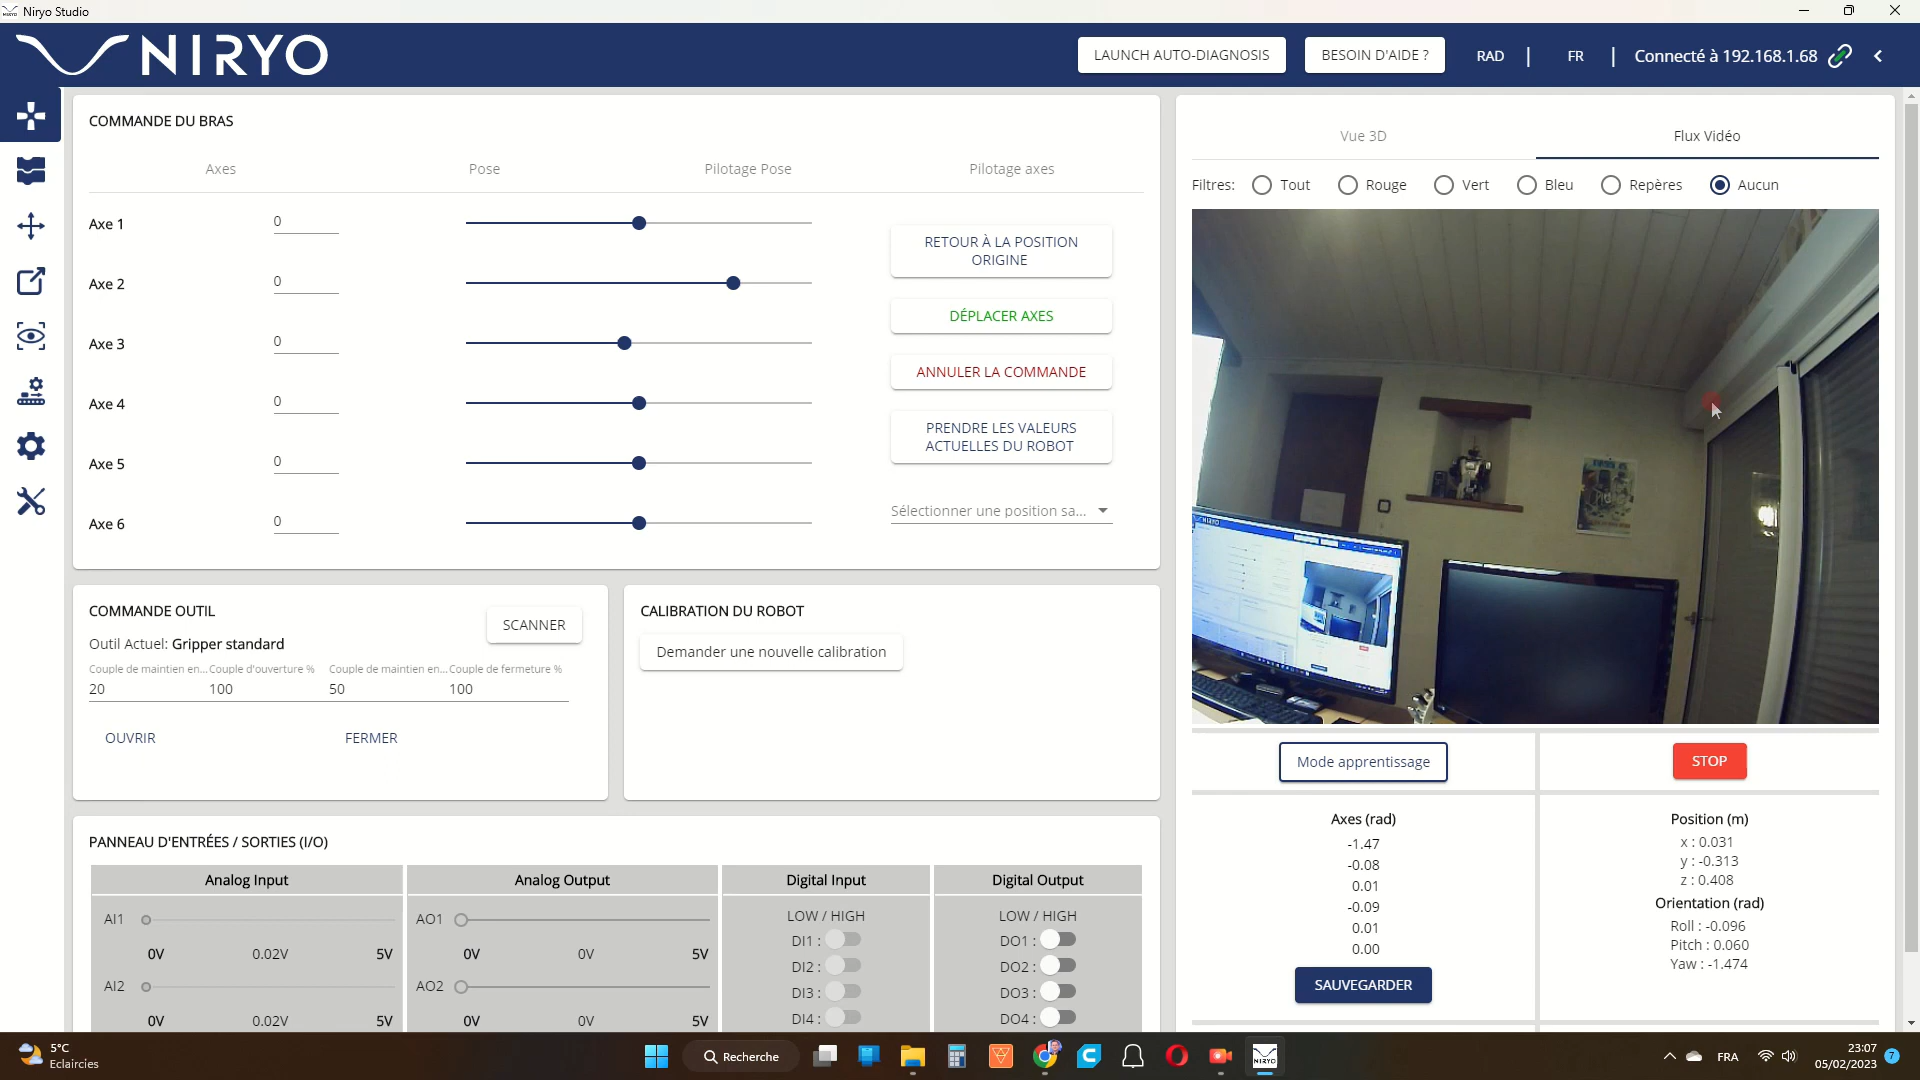 Niryo Studio
NIRYO
LAUNCH AUTO-DIAGNOSIS
BESOIN D'AIDE ?
RAD
FR
Connecté à 192.168.1.68
COMMANDE DU BRAS
Axes
Pose
Pilotage Pose
Pilotage axes
Axe 1
0
Axe 2
0
Axe 3
0
Axe 4
0
Axe 5
0
Axe 6
0
RETOUR À LA POSITION
ORIGINE
DÉPLACER AXES
ANNULER LA COMMANDE
PRENDRE LES VALEURS
ACTUELLES DU ROBOT
Sélectionner une position sa...
COMMANDE OUTIL
SCANNER
Outil Actuel: Gripper standard
Couple de maintien en...
Couple d'ouverture %
Couple de maintien en...
Couple de fermeture %
20
100
50
100
OUVRIR
FERMER
CALIBRATION DU ROBOT
Demander une nouvelle calibration
PANNEAU D'ENTRÉES / SORTIES (I/O)
Analog Input
Analog Output
Digital Input
Digital Output
AI1
0V
0.02V
5V
AI2
0V
0.02V
5V
AO1
0V
0V
5V
AO2
0V
0V
5V
LOW / HIGH
DI1 :
DI2 :
DI3 :
DI4 :
LOW / HIGH
DO1 :
DO2 :
DO3 :
DO4 :
Vue 3D
Flux Vidéo
Filtres:
Tout
Rouge
Vert
Bleu
Repères
Aucun
NIRYO
Mode apprentissage
STOP
Axes (rad)
-1.47
-0.08
0.01
-0.09
0.01
0.00
SAUVEGARDER
Position (m)
x : 0.031
y : -0.313
z : 0.408
Orientation (rad)
Roll : -0.096
Pitch : 0.060
Yaw : -1.474
5°C
Eclaircies
Recherche
NIRYO
FRA
23:07
05/02/2023
7